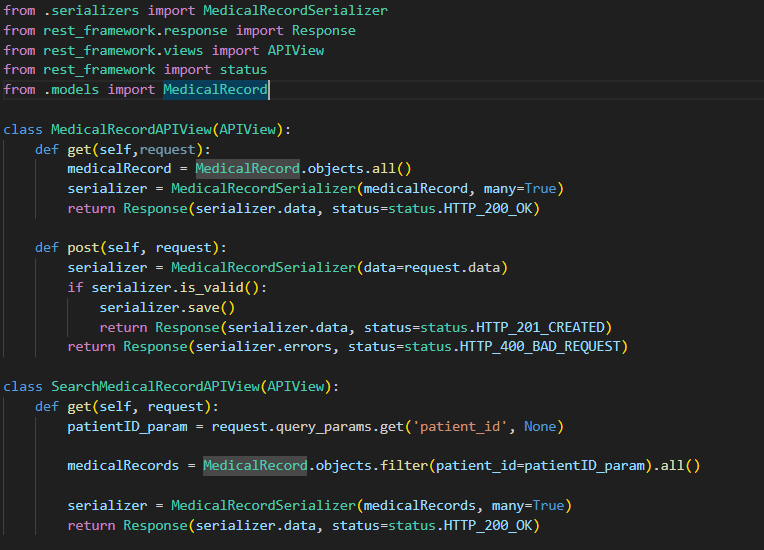 from .serializers import MedicalRecordSerializer
from rest_framework.response import Response
from rest_framework.views import APIView
from rest_framework import status
from .models import MedicalRecord
class MedicalRecordAPIView(APIView):
def get(self,request):
medicalRecord = MedicalRecord.objects.all()
serializer = MedicalRecordSerializer(medicalRecord, many=True)
return Response(serializer.data, status=status.HTTP_200_OK)
def post(self, request):
serializer = MedicalRecordSerializer(data=request.data)
if serializer.is_valid():
serializer.save()
return Response(serializer.data, status=status.HTTP_201_CREATED)
return Response(serializer.errors, status=status.HTTP_400_BAD_REQUEST)
class SearchMedicalRecordAPIView(APIView):
def get(self, request):
patientID_param = request.query_params.get('patient_id', None)
medicalRecords = MedicalRecord.objects.filter(patient_id=patientID_param).all()
serializer = MedicalRecordSerializer(medicalRecords, many=True)
return Response(serializer.data, status=status.HTTP_200_OK)